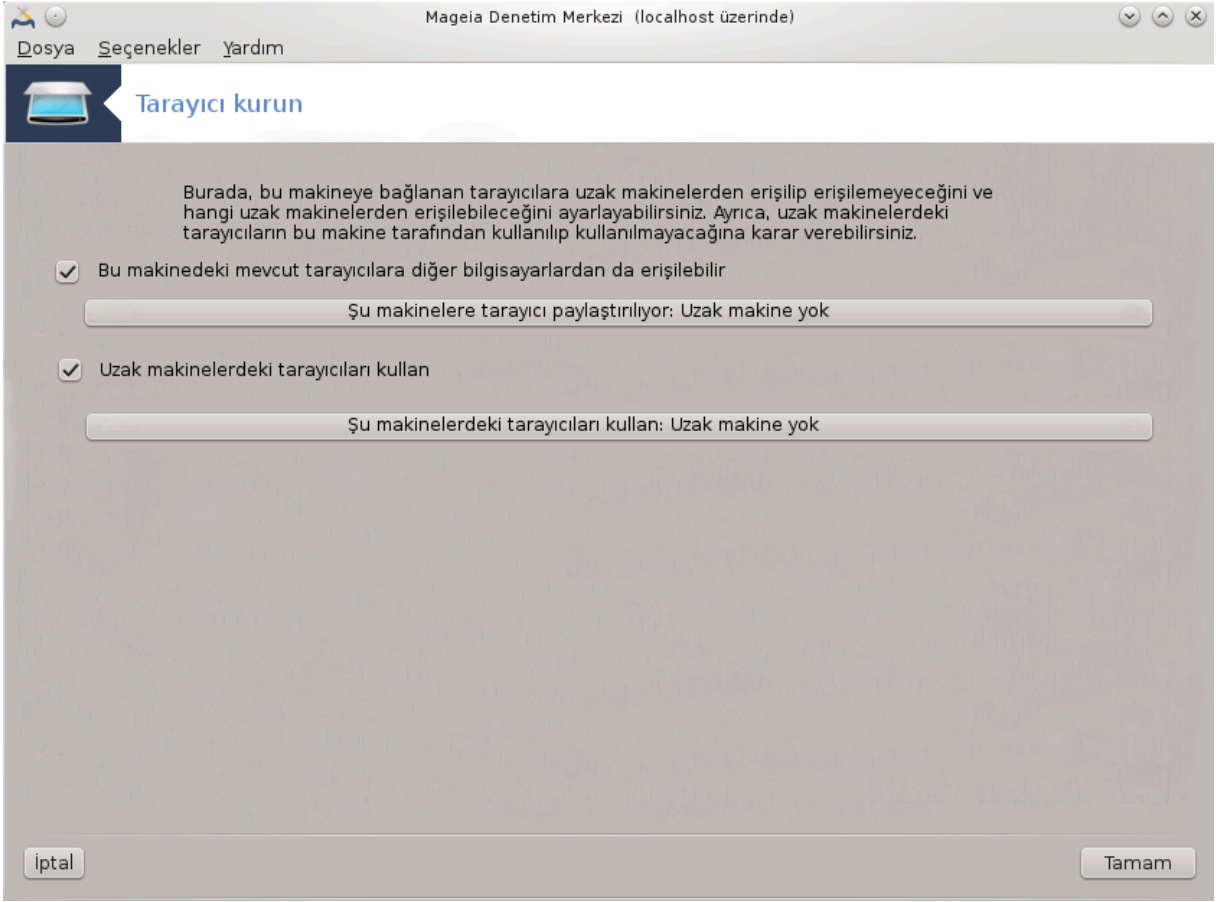 Mageia Denetim Merkezi (localhost üzerinde)
Dosya Seçenekler Yardım
Tarayıcı kurun
Burada, bu makineye bağlanan tarayıcılara uzak makinelerden erişilip erişilemeyeceğini ve
hangi uzak makinelerden erişilebileceğini ayarlayabilirsiniz. Ayrıca, uzak makinelerdeki
tarayıcıların bu makine tarafından kullanılıp kullanılmayacağına karar verebilirsiniz.
Bu makinedeki mevcut tarayıcılara diğer bilgisayarlardan da erişilebilir
Şu makinelere tarayıcı paylaştırılıyor: Uzak makine yok
Uzak makinelerdeki tarayıcıları kullan
Şu makinelerdeki tarayıcıları kullan: Uzak makine yok
İptal Tamam